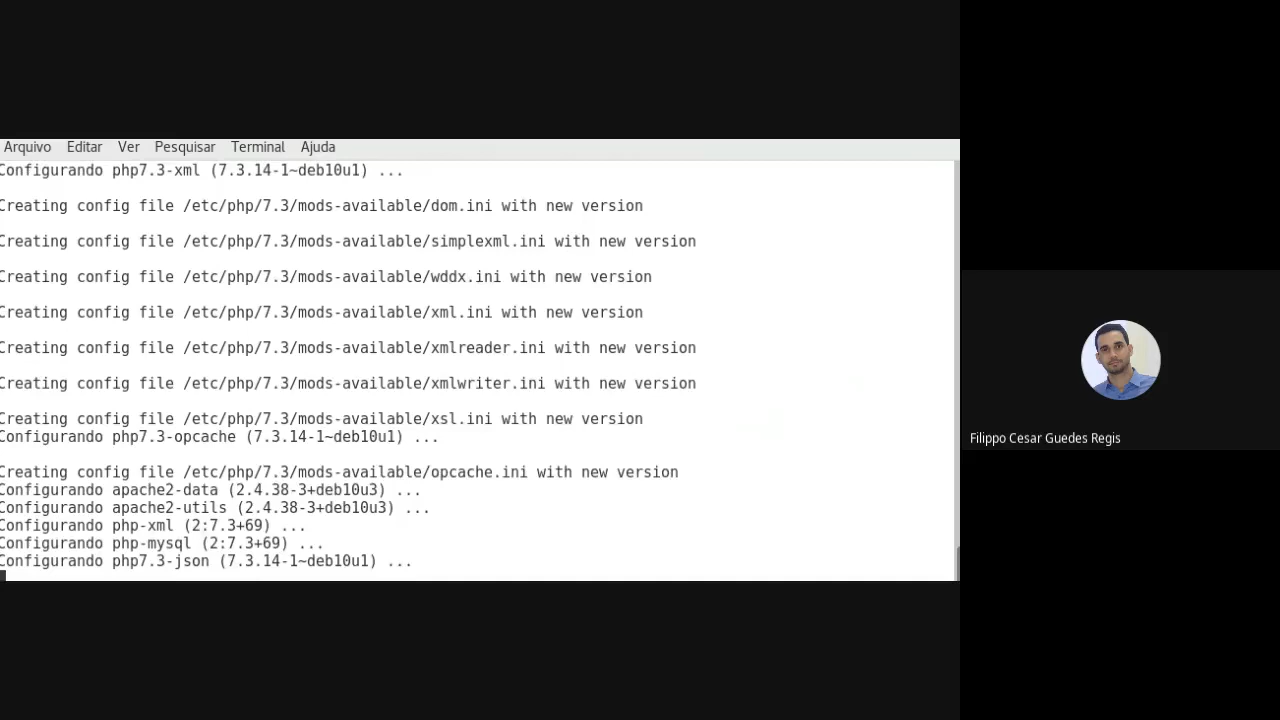 Arquivo Editar Ver Pesquisar Terminal Ajuda
Configurando php7.3-xml (7.3.14-1~deb10u1) ...
Creating config file /etc/php/7.3/mods-available/dom.ini with new version
Creating config file /etc/php/7.3/mods-available/simplexml.ini with new version
Creating config file /etc/php/7.3/mods-available/wddx.ini with new version
Creating config file /etc/php/7.3/mods-available/xml.ini with new version
Creating config file /etc/php/7.3/mods-available/xmlreader.ini with new version
Creating config file /etc/php/7.3/mods-available/xmlwriter.ini with new version
Creating config file /etc/php/7.3/mods-available/xsl.ini with new version
Configurando php7.3-opcache (7.3.14-1~deb10u1) ...
Creating config file /etc/php/7.3/mods-available/opcache.ini with new version
Configurando apache2-data (2.4.38-3+deb10u3) ...
Configurando apache2-utils (2.4.38-3+deb10u3) ...
Configurando php-xml (2:7.3+69) ...
Configurando php-mysql (2:7.3+69) ...
Configurando php7.3-json (7.3.14-1~deb10u1) ...
Filippo Cesar Guedes Regis